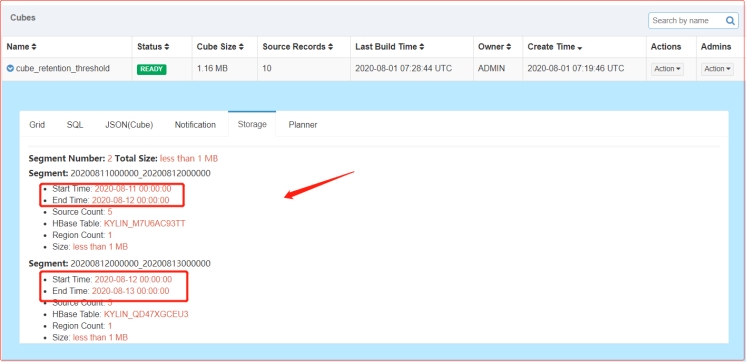 Cubes
Search by name
Name Status Cube Size Source Records Last Build Time Owner Create Time Actions Admins
cube_retention_threshold READY 1.16 MB 10 2020-08-01 07:28:44 UTC ADMIN 2020-08-01 07:19:46 UTC Action Action
Grid SQL JSON(Cube) Notification Storage Planner
Segment Number: 2 Total Size: less than 1 MB
Segment: 20200811000000_20200812000000
Start Time: 2020-08-11 00:00:00
End Time: 2020-08-12 00:00:00
Source Count: 5
HBase Table: KYLIN_M7U6AC93TT
Region Count: 1
Size: less than 1 MB
Segment: 20200812000000_20200813000000
Start Time: 2020-08-12 00:00:00
End Time: 2020-08-13 00:00:00
Source Count: 5
HBase Table: KYLIN_QD47XGCEU3
Region Count: 1
Size: less than 1 MB